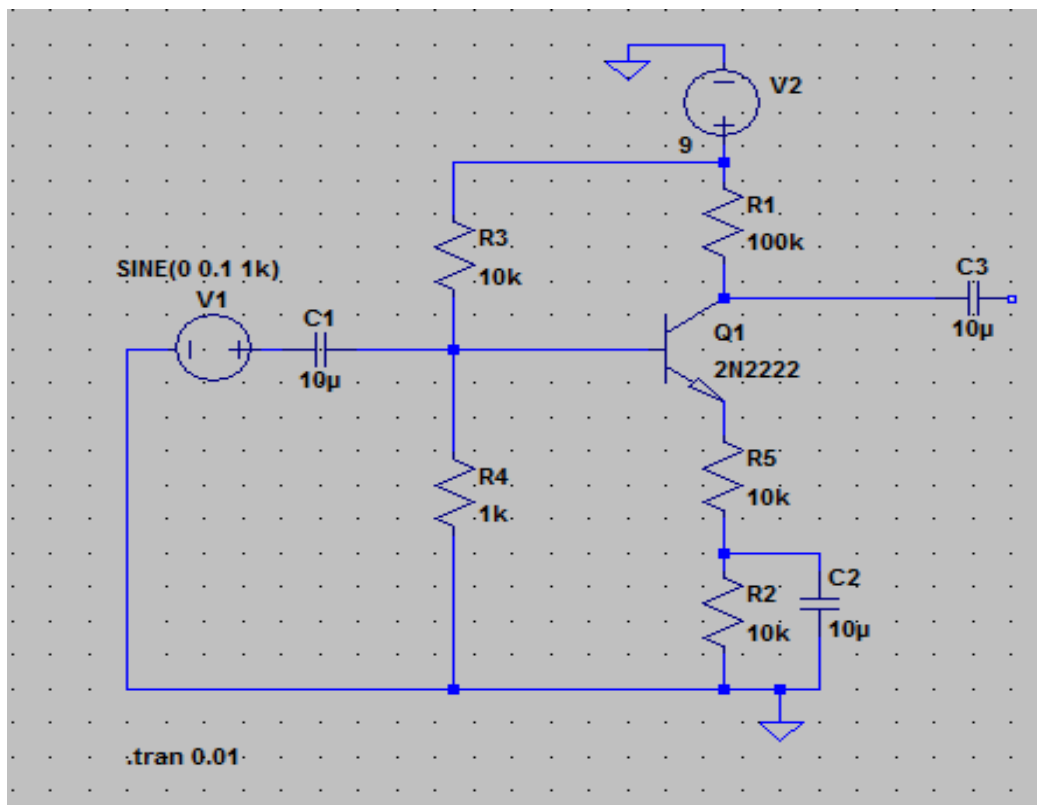 V2
9
R1
100k
R3
10k
SINE(0 0.1 1k)
V1
C1
10µ
C3
10µ
Q1
2N2222
R5
10k
R4
1k
C2
10µ
R2
10k
.tran 0.01